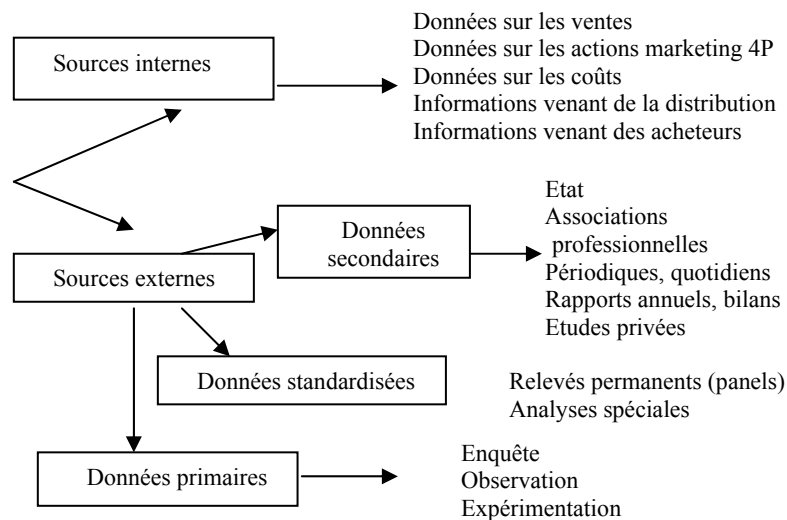 Sources internes
Données sur les ventes
Données sur les actions marketing 4P
Données sur les coûts
Informations venant de la distribution
Informations venant des acheteurs
Sources externes
Données
secondaires
Etat
Associations
professionnelles
Périodiques, quotidiens
Rapports annuels, bilans
Etudes privées
Données standardisées
Relevés permanents (panels)
Analyses spéciales
Données primaires
Enquête
Observation
Expérimentation